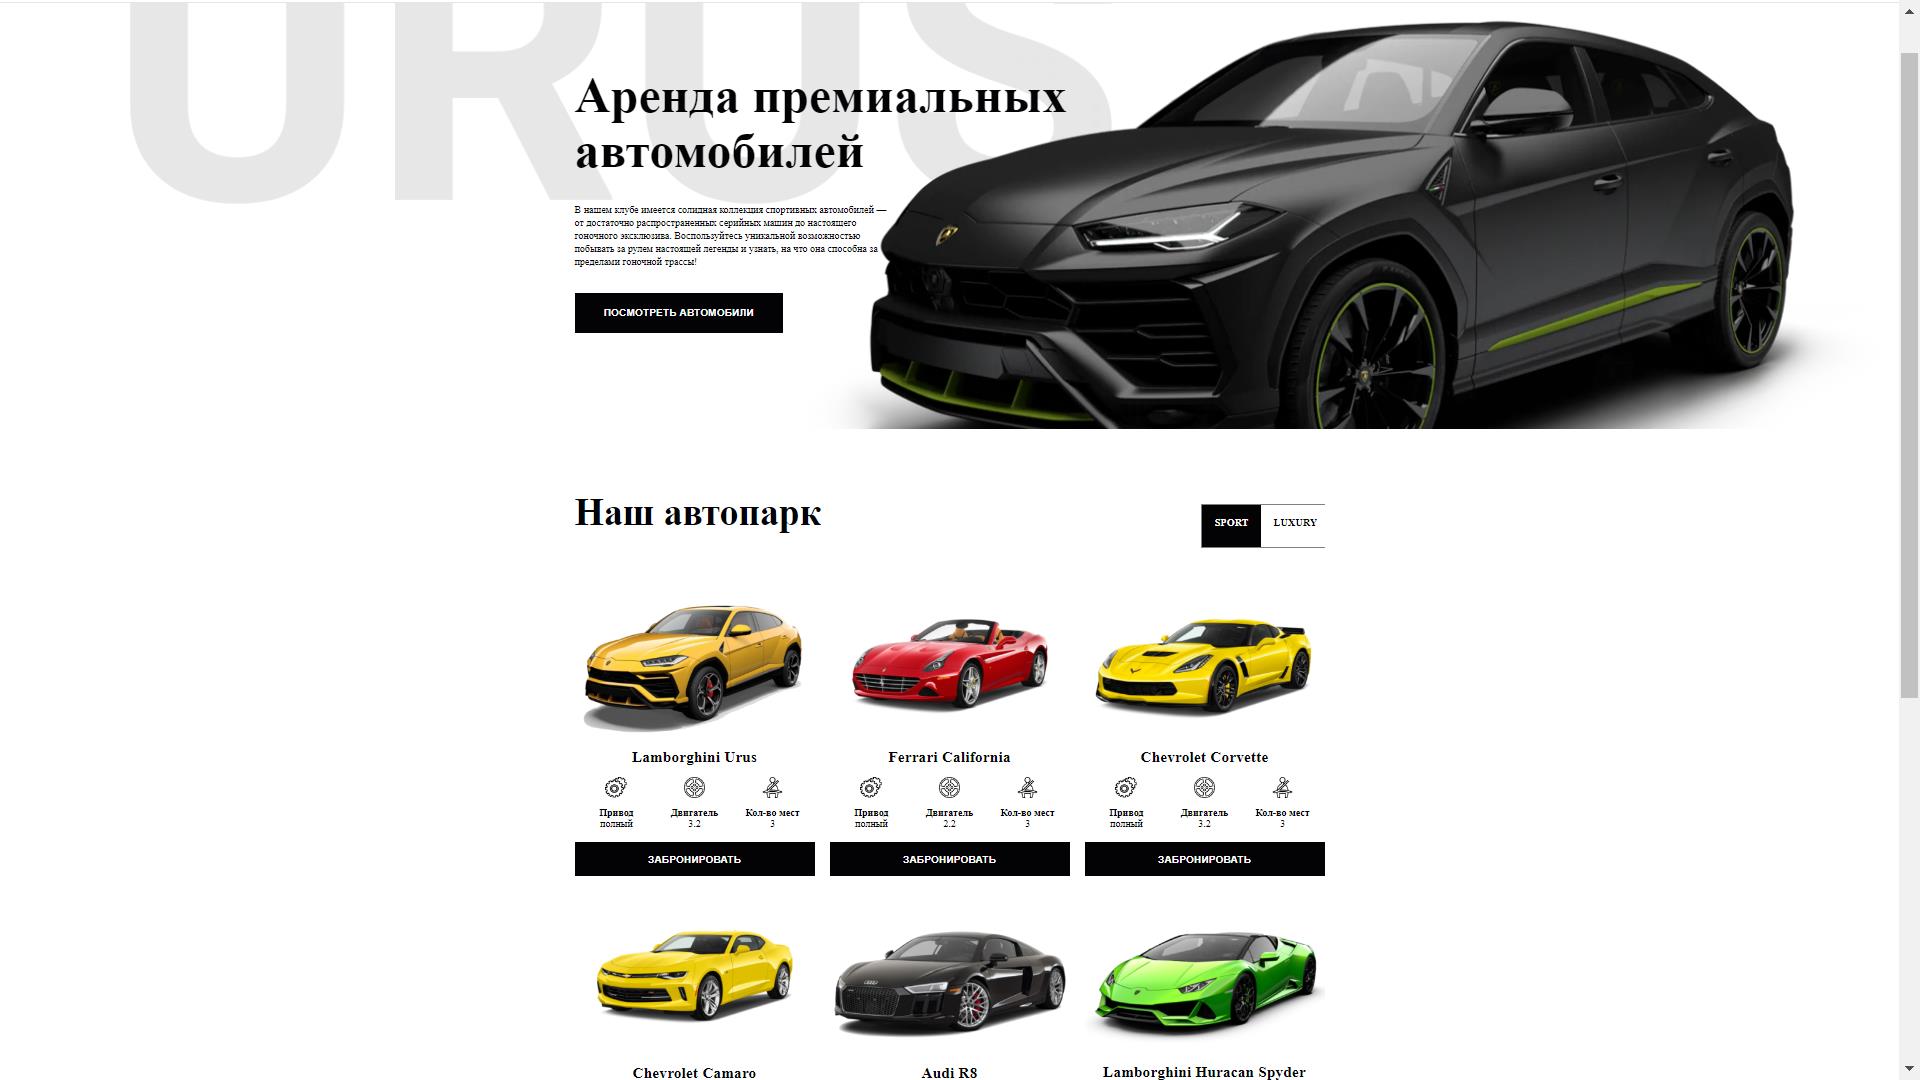 URUS
Аренда премиальных
автомобилей
В нашем клубе имеется солидная коллекция спортивных автомобилей —
от достаточно распространенных серийных машин до настоящего
гоночного эксклюзива. Воспользуйтесь уникальной возможностью
побывать за рулем настоящей легенды и узнать, на что она способна за
пределами гоночной трассы!
ПОСМОТРЕТЬ АВТОМОБИЛИ
Наш автопарк
SPORT LUXURY
Lamborghini Urus Ferrari California Chevrolet Corvette
Привод Двигатель Кол-во мест Привод Двигатель Кол-во мест Привод Двигатель Кол-во мест
полный 3.2 3 полный 2.2 3 полный 3.2 3
ЗАБРОНИРОВАТЬ ЗАБРОНИРОВАТЬ ЗАБРОНИРОВАТЬ
Chevrolet Camaro Audi R8 Lamborghini Huracan Spyder